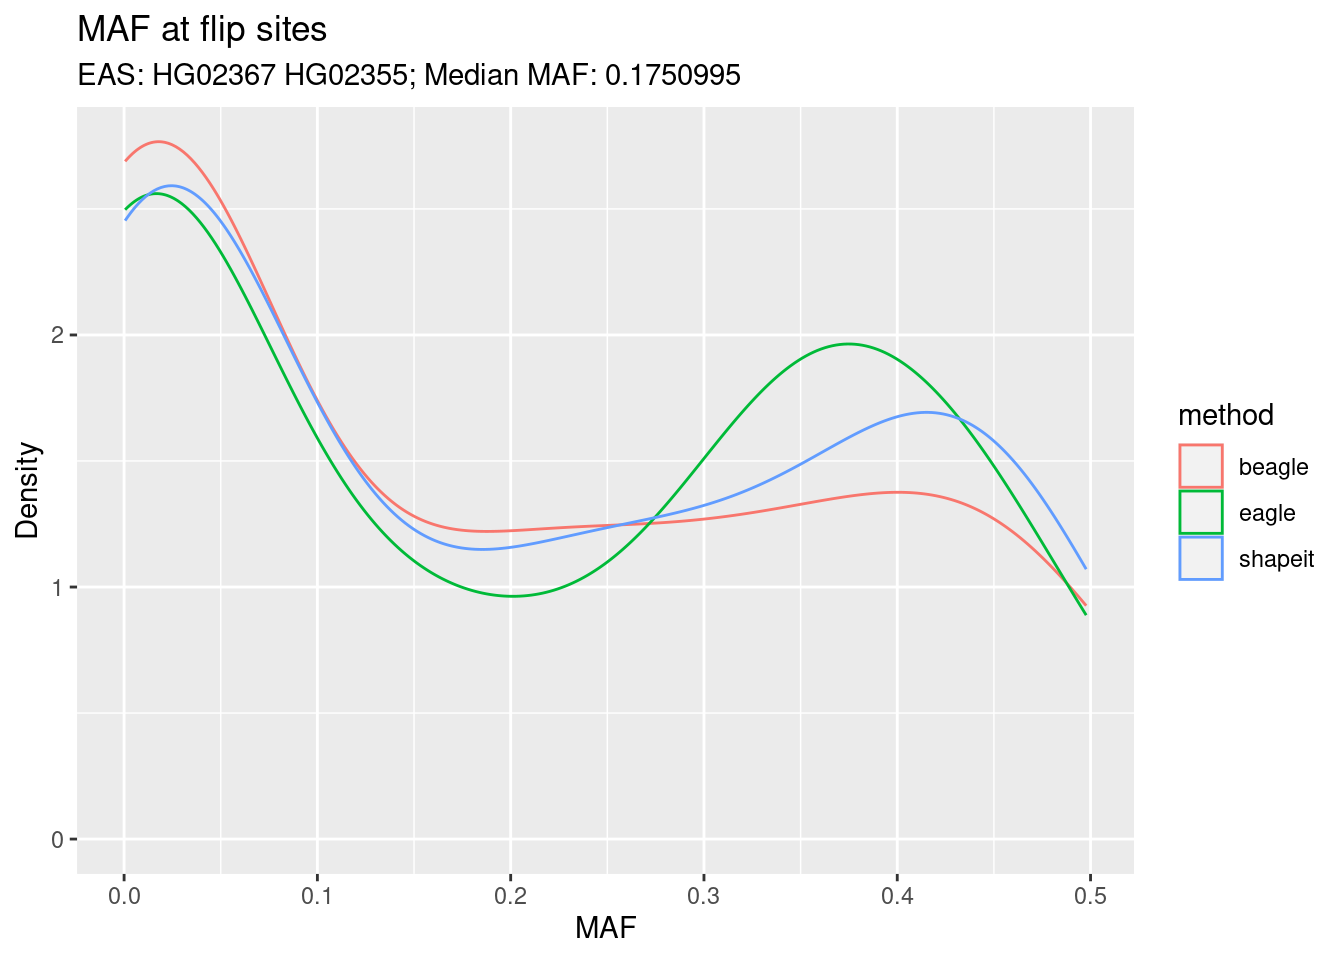 MAF at flip sites
EAS: HG02367 HG02355; Median MAF: 0.1750995
Density
2
1
0
0.0 0.1 0.2 0.3 0.4 0.5
MAF
method
beagle
eagle
shapeit